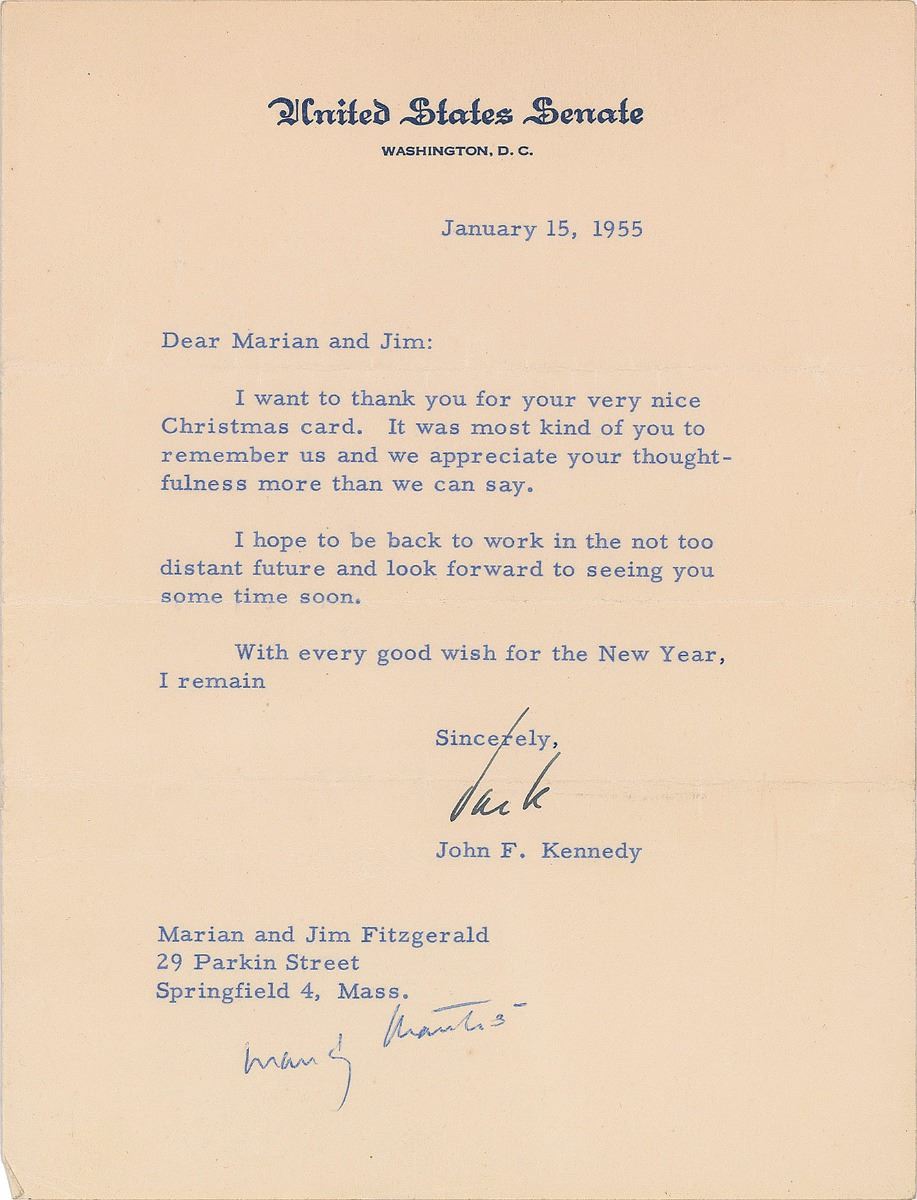 United States Senate
WASHINGTON, D. C.
January 15, 1955
Dear Marian and Jim:
I want to thank you for your very nice
Christmas card. It was most kind of you to
remember us and we appreciate your thought-
fulness more than we can say.
I hope to be back to work in the not too
distant future and look forward to seeing you
some time soon.
With every good wish for the New Year,
I remain
Sincerely,
Jack
John F. Kennedy
Marian and Jim Fitzgerald
29 Parkin Street
Springfield 4, Mass.
many thanks -